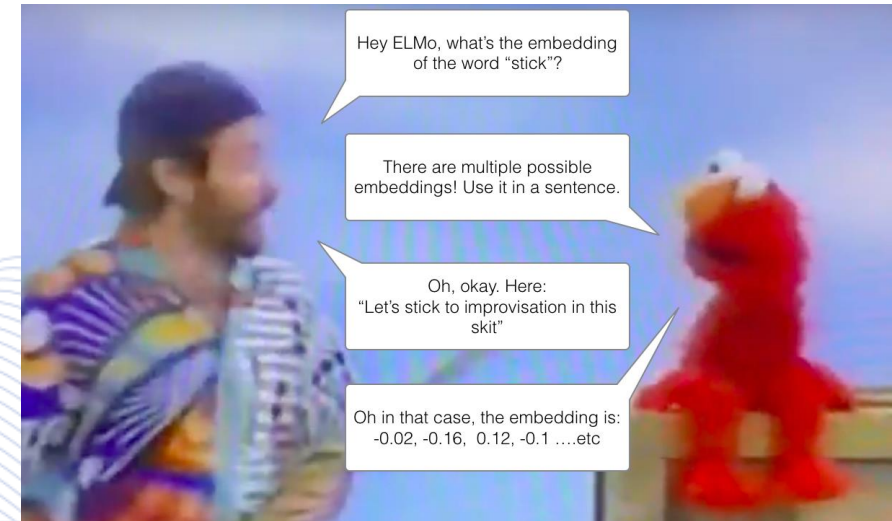 Hey ELMo, what's the embedding
of the word “stick”?
There are multiple possible
embeddings! Use it in a sentence.
Oh, okay. Here:
“Let's stick to improvisation in this
skit”
Oh in that case, the embedding is:
-0.02, -0.16, 0.12, -0.1 ….etc